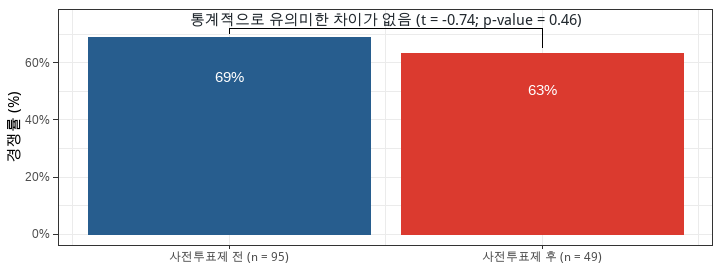 통계적으로 유의미한 차이가 없음 (t = -0.74; p-value = 0.46)
경쟁률 (%)
60%
40%
20%
0%
69%
63%
사전투표제 전 (n = 95)
사전투표제 후 (n = 49)